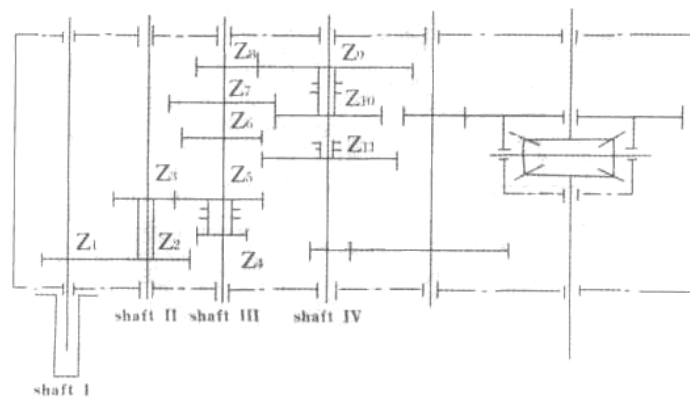 Z8 Z9
Z7 Z10
Z6
Z11
Z3 Z5
Z1 Z2 Z4
shaft II shaft III shaft IV
shaft I